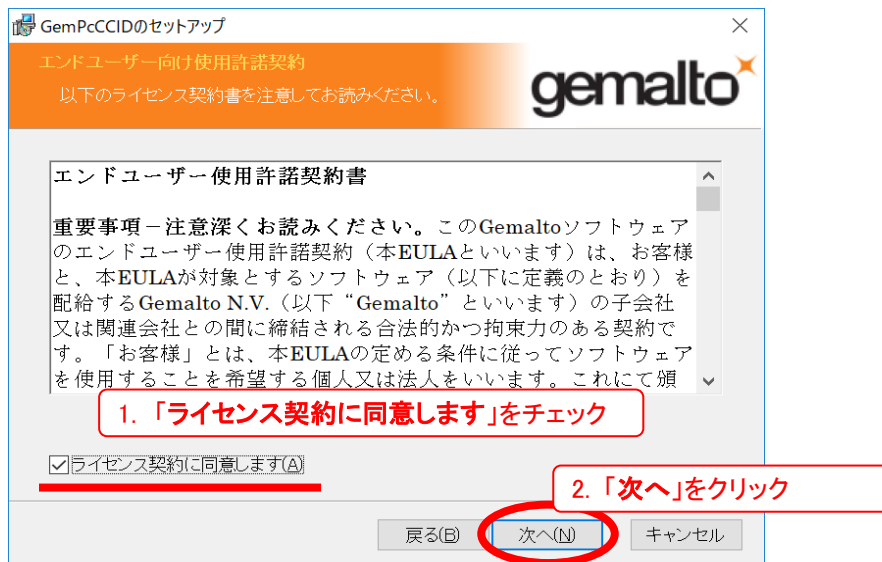 GemPcCCIDのセットアップ
エンドユーザー向け使用許諾契約
以下のライセンス契約書を注意してお読みください。
gemalto
エンドユーザー使用許諾契約書
重要事項－注意深くお読みください。このGemaltoソフトウェア
のエンドユーザー使用許諾契約（本EULAといいます）は、お客様
と、本EULAが対象とするソフトウェア（以下に定義のとおり）を
配給するGemalto N.V.（以下“Gemalto”といいます）の子会社
又は関連会社との間に締結される合法的かつ拘束力のある契約で
す。「お客様」とは、本EULAの定める条件に従ってソフトウェア
を使用することを希望する個人又は法人をいいます。これにて頒
1. 「ライセンス契約に同意します」をチェック
ライセンス契約に同意します(A)
2. 「次へ」をクリック
戻る(B)
次へ(N)
キャンセル